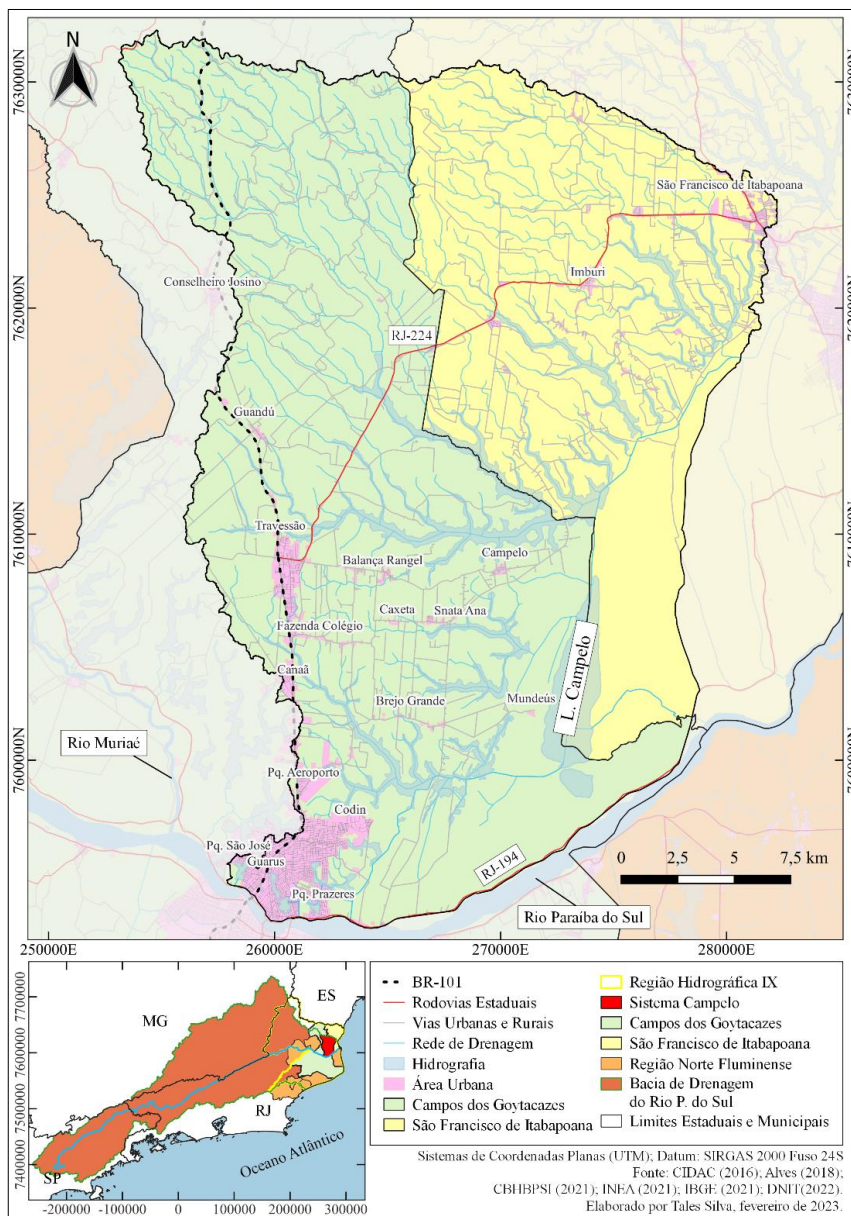 N
7630000N
7630000N
São Francisco de Itabapoana
Imburi
Conselheiro Josino
7620000N
7620000N
RJ-224
Guandú
Travessão
7610000N
7610000N
Balança Rangel
Campelo
Caxeta
Snata Ana
Fazenda Colégio
Canaã
L. Campelo
Brejo Grande
Mundeús
Rio Muriaé
7600000N
7600000N
Pq. Aeroporto
Codin
Pq. São José
Guarus
RJ-194
Pq. Prazeres
0 2,5 5 7,5 km
Rio Paraíba do Sul
250000E 260000E 270000E 280000E
7700000
7600000
7500000
7400000
ES
MG
RJ
SP
Oceano Atlântico
-200000 -100000 0 100000 200000 300000
BR-101
Rodovias Estaduais
Vias Urbanas e Rurais
Rede de Drenagem
Hidrografia
Área Urbana
Campos dos Goytacazes
São Francisco de Itabapoana
Região Hidrográfica IX
Sistema Campelo
Campos dos Goytacazes
São Francisco de Itabapoana
Região Norte Fluminense
Bacia de Drenagem
do Rio P. do Sul
Limites Estaduais e Municipais
Sistemas de Coordenadas Planas (UTM); Datum: SIRGAS 2000 Fuso 24S
Fonte: CIDAC (2016); Alves (2018);
CBHBPSI (2021); INEA (2021); IBGE (2021); DNIT(2022).
Elaborado por Tales Silva, fevereiro de 2023.